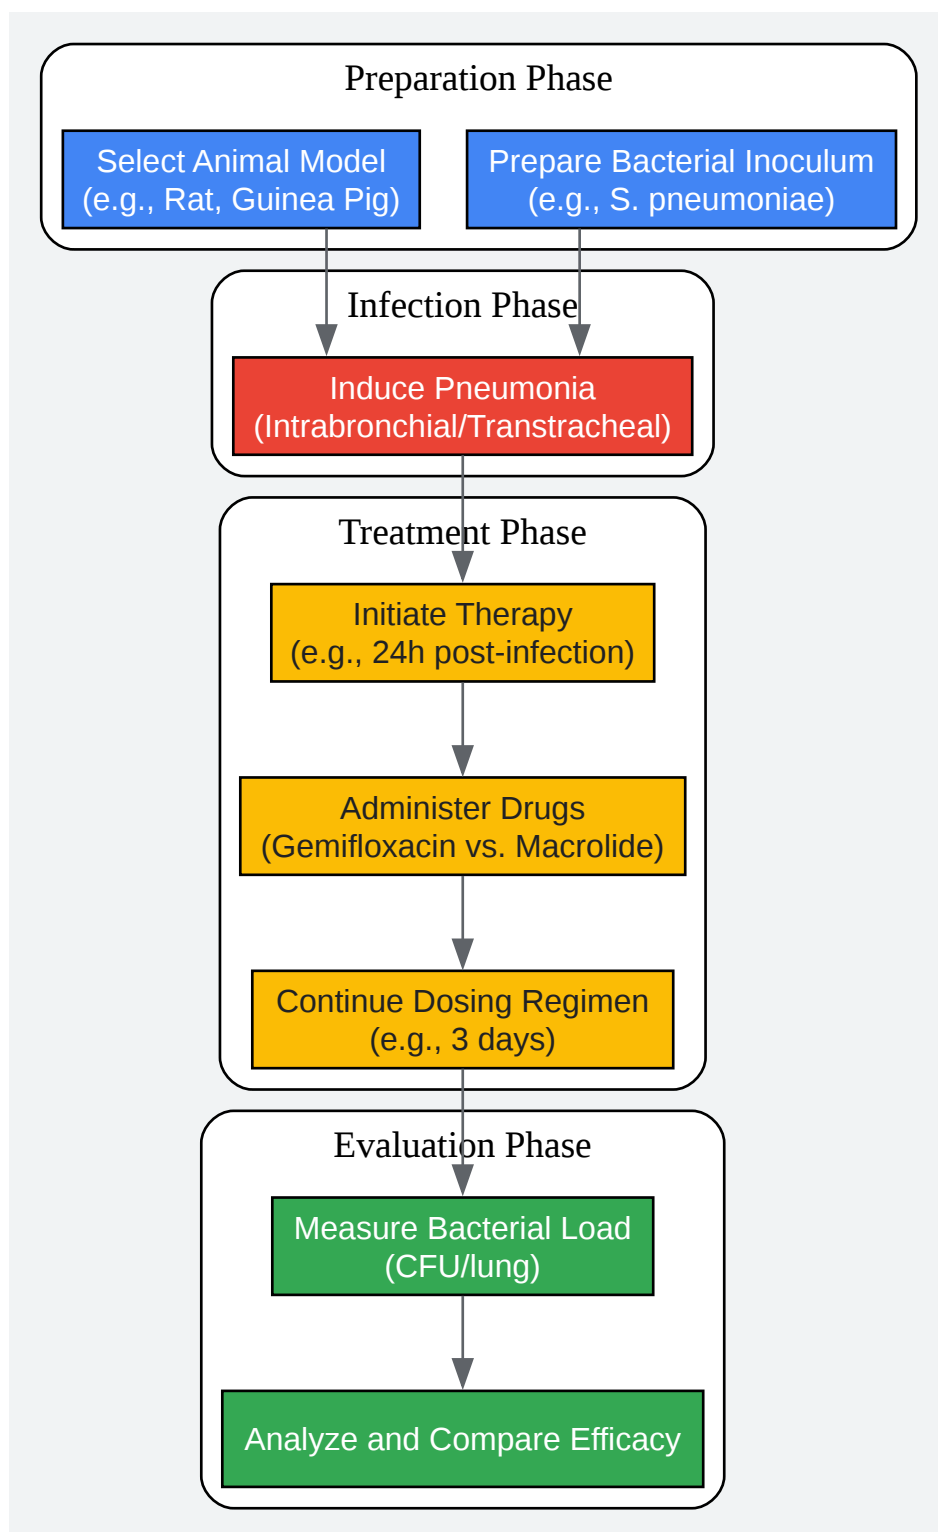 Preparation Phase
Select Animal Model
(e.g., Rat, Guinea Pig)
Prepare Bacterial Inoculum
(e.g., S. pneumoniae)
Infection Phase
Induce Pneumonia
(Intrabronchial/Transtracheal)
Treatment Phase
Initiate Therapy
(e.g., 24h post-infection)
Administer Drugs
(Gemifloxacin vs. Macrolide)
Continue Dosing Regimen
(e.g., 3 days)
Evaluation Phase
Measure Bacterial Load
(CFU/lung)
Analyze and Compare Efficacy